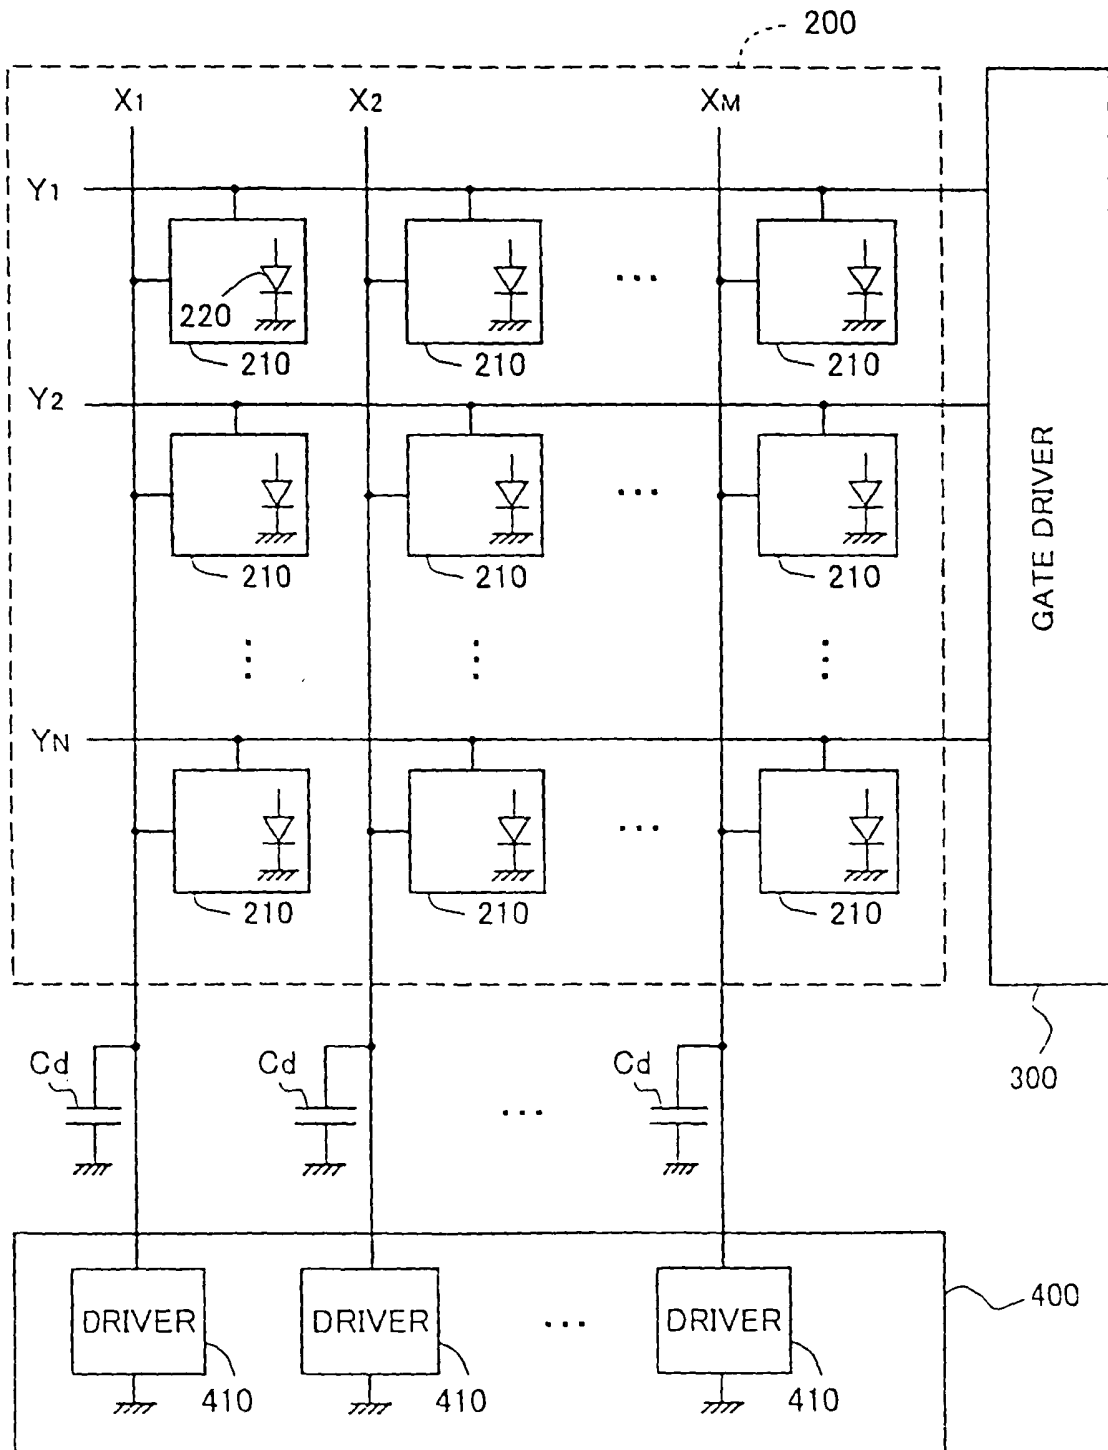 200
X1 X2 XM
Y1
220
210 210 210
Y2
210 210 210
GATE DRIVER
YN
210 210 210
Cd Cd Cd
300
DRIVER DRIVER DRIVER
400
410 410 410